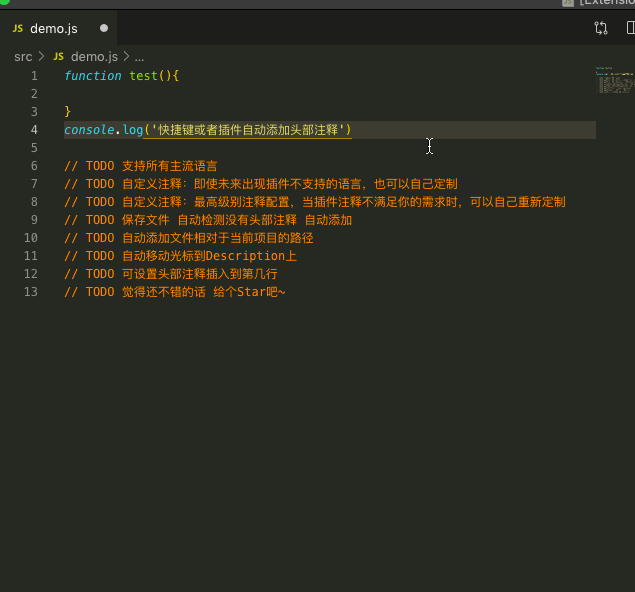 [Extension
JS demo.js
src > JS demo.js > ...
1 function test(){
2
3 }
4 console.log('快捷键或者插件自动添加头部注释')
5
6 // TODO 支持所有主流语言
7 // TODO 自定义注释: 即使未来出现插件不支持的语言，也可以自己定制
8 // TODO 自定义注释: 最高级别注释配置，当插件注释不满足你的需求时，可以自己重新定制
9 // TODO 保存文件 自动检测没有头部注释 自动添加
10 // TODO 自动添加文件相对于当前项目的路径
11 // TODO 自动移动光标到Description上
12 // TODO 可设置头部注释插入到第几行
13 // TODO 觉得还不错的话 给个Star吧~